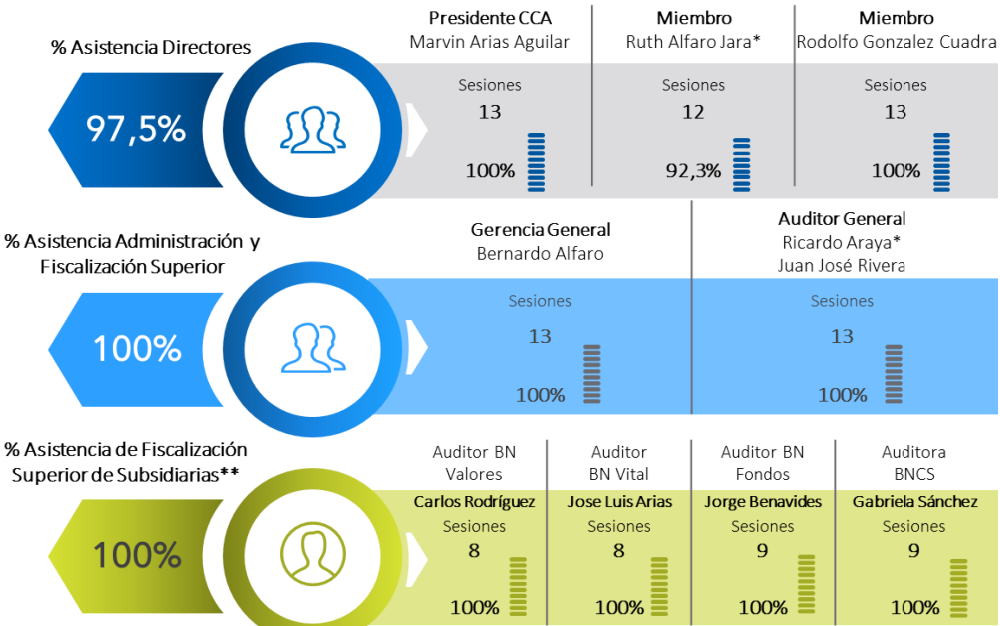 % Asistencia Directores
97,5%
Presidente CCA
Marvin Arias Aguilar
Sesiones
13
100%
Miembro
Ruth Alfaro Jara*
Sesiones
12
92,3%
Miembro
Rodolfo Gonzalez Cuadra
Sesiones
13
100%
% Asistencia Administración y
Fiscalización Superior
100%
Gerencia General
Bernardo Alfaro
Sesiones
13
100%
Auditor General
Ricardo Araya*
Juan José Rivera
Sesiones
13
100%
% Asistencia de Fiscalización
Superior de Subsidiarias**
100%
Auditor BN
Valores
Carlos Rodríguez
Sesiones
8
100%
Auditor
BN Vital
Jose Luis Arias
Sesiones
8
100%
Auditor BN
Fondos
Jorge Benavides
Sesiones
9
100%
Auditora
BNCS
Gabriela Sánchez
Sesiones
9
100%